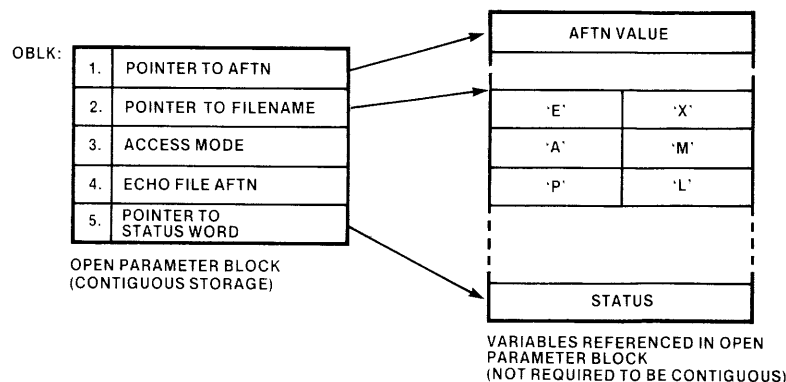 OBLK:
1. POINTER TO AFTN
2. POINTER TO FILENAME
3. ACCESS MODE
4. ECHO FILE AFTN
5. POINTER TO
STATUS WORD
OPEN PARAMETER BLOCK
(CONTIGUOUS STORAGE)
AFTN VALUE
'E' 'X'
'A' 'M'
'P' 'L'
STATUS
VARIABLES REFERENCED IN OPEN
PARAMETER BLOCK
(NOT REQUIRED TO BE CONTIGUOUS)